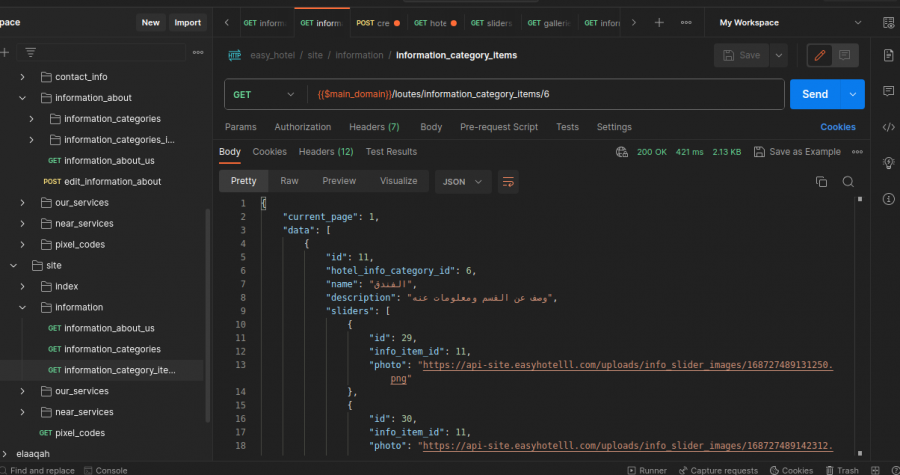 pace
New Import
GET inform GET inform POST cre GET hote GET sliders GET galleri GET infor
My Workspace
easy_hotel / site / information / information_category_items
Save
contact_info
information_about
information_categories
information_categories_i...
GET information_about_us
POST edit_information_about
our_services
near_services
pixel_codes
site
index
information
GET information_about_us
GET information_categories
GET information_category_ite...
our_services
near_services
GET pixel_codes
elaaqah
GET {{$main_domain}}/loutes/information_category_items/6 Send
Params Authorization Headers (7) Body Pre-request Script Tests Settings Cookies
Body Cookies Headers (12) Test Results 200 OK 421 ms 2.13 KB Save as Example
Pretty Raw Preview Visualize JSON
1 {
2 "current_page": 1,
3 "data": [
4 {
5 "id": 11,
6 "hotel_info_category_id": 6,
7 "name": "الفندق",
8 "description": "وصف عن القسم ومعلومات عنه",
9 "sliders": [
10 {
11 "id": 29,
12 "info_item_id": 11,
13 "photo": "https://api-site.easyhotelll.com/uploads/info_slider_images/168727489131250.
png"
14 },
15 {
16 "id": 30,
17 "info_item_id": 11,
18 "photo": "https://api-site.easyhotelll.com/uploads/info_slider_images/168727489142312.
Find and replace Console Runner Capture requests Cookies Trash